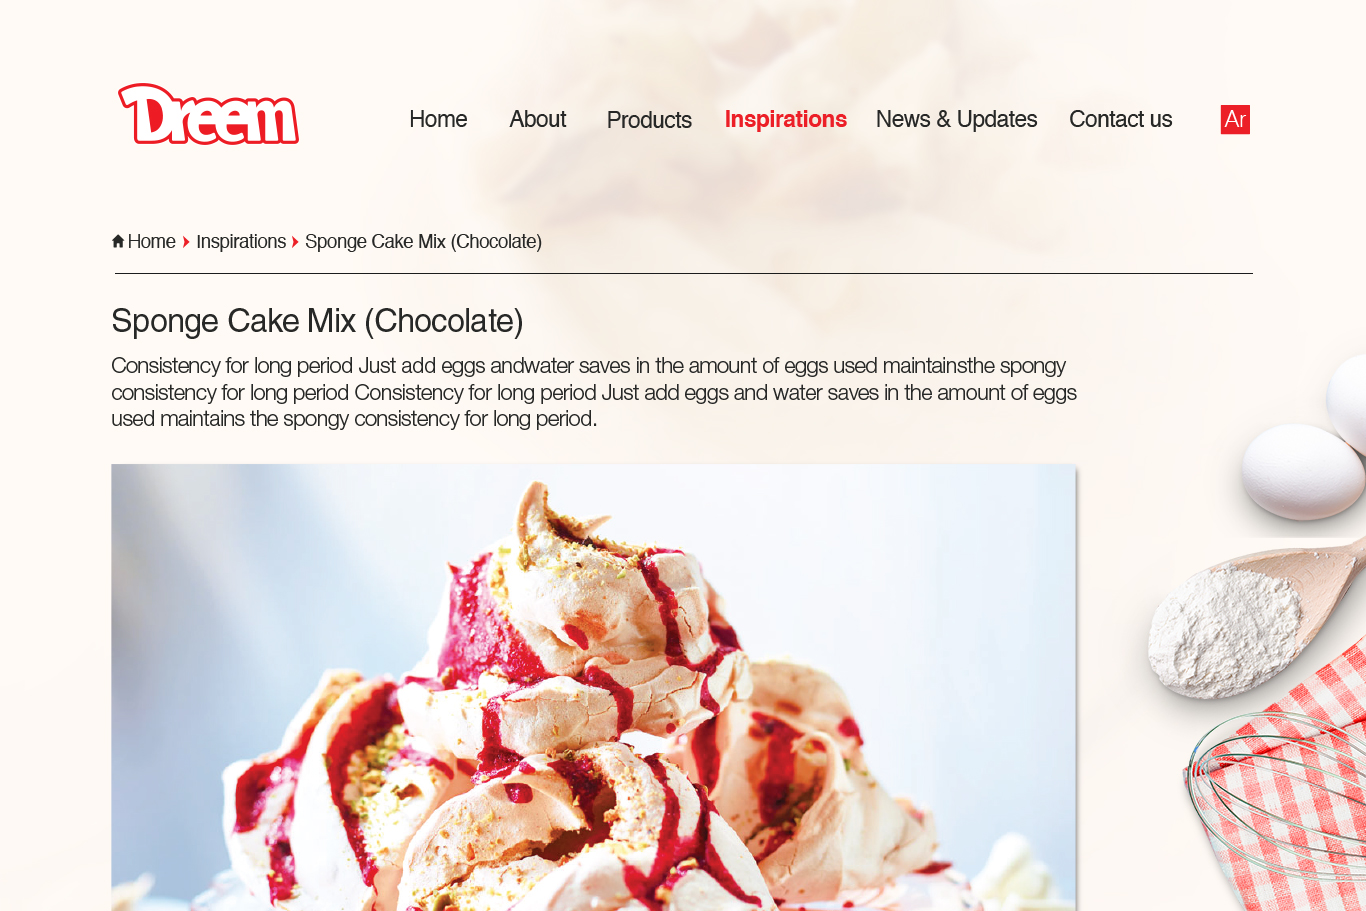 Dreem
Home About Products Inspirations News & Updates Contact us Ar
Home Inspirations Sponge Cake Mix (Chocolate)
Sponge Cake Mix (Chocolate)
Consistency for long period Just add eggs andwater saves in the amount of eggs used maintainsthe spongy
consistency for long period Consistency for long period Just add eggs and water saves in the amount of eggs
used maintains the spongy consistency for long period.